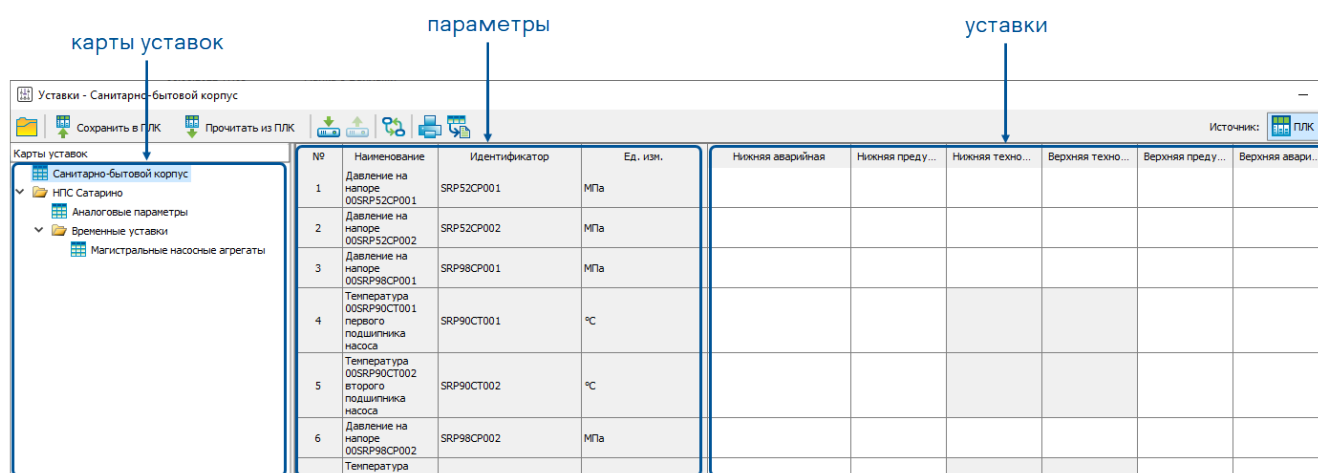 карты уставок
параметры
уставки
Уставки - Санитарно-бытовой корпус
Сохранить в ПЛК
Прочитать из ПЛК
Источник:
ПЛК
Карты уставок
Санитарно-бытовой корпус
НПС Сатарино
Аналоговые параметры
Временные уставки
Магистральные насосные агрегаты
№ Наименование Идентификатор Ед. изм. Нижняя аварийная Нижняя преду... Нижняя техно... Верхняя техно... Верхняя преду... Верхняя авари...
Давление на
1 напоре SRP52CP001 МПа
00SRP52CP001
Давление на
2 напоре SRP52CP002 МПа
00SRP52CP002
Давление на
3 напоре SRP98CP001 МПа
00SRP98CP001
Температура
00SRP90CT001
4 первого SRP90CT001 °C
подшипника
насоса
Температура
00SRP90CT002
5 второго SRP90CT002 °C
подшипника
насоса
Давление на
6 напоре SRP98CP002 МПа
00SRP98CP002
Температура